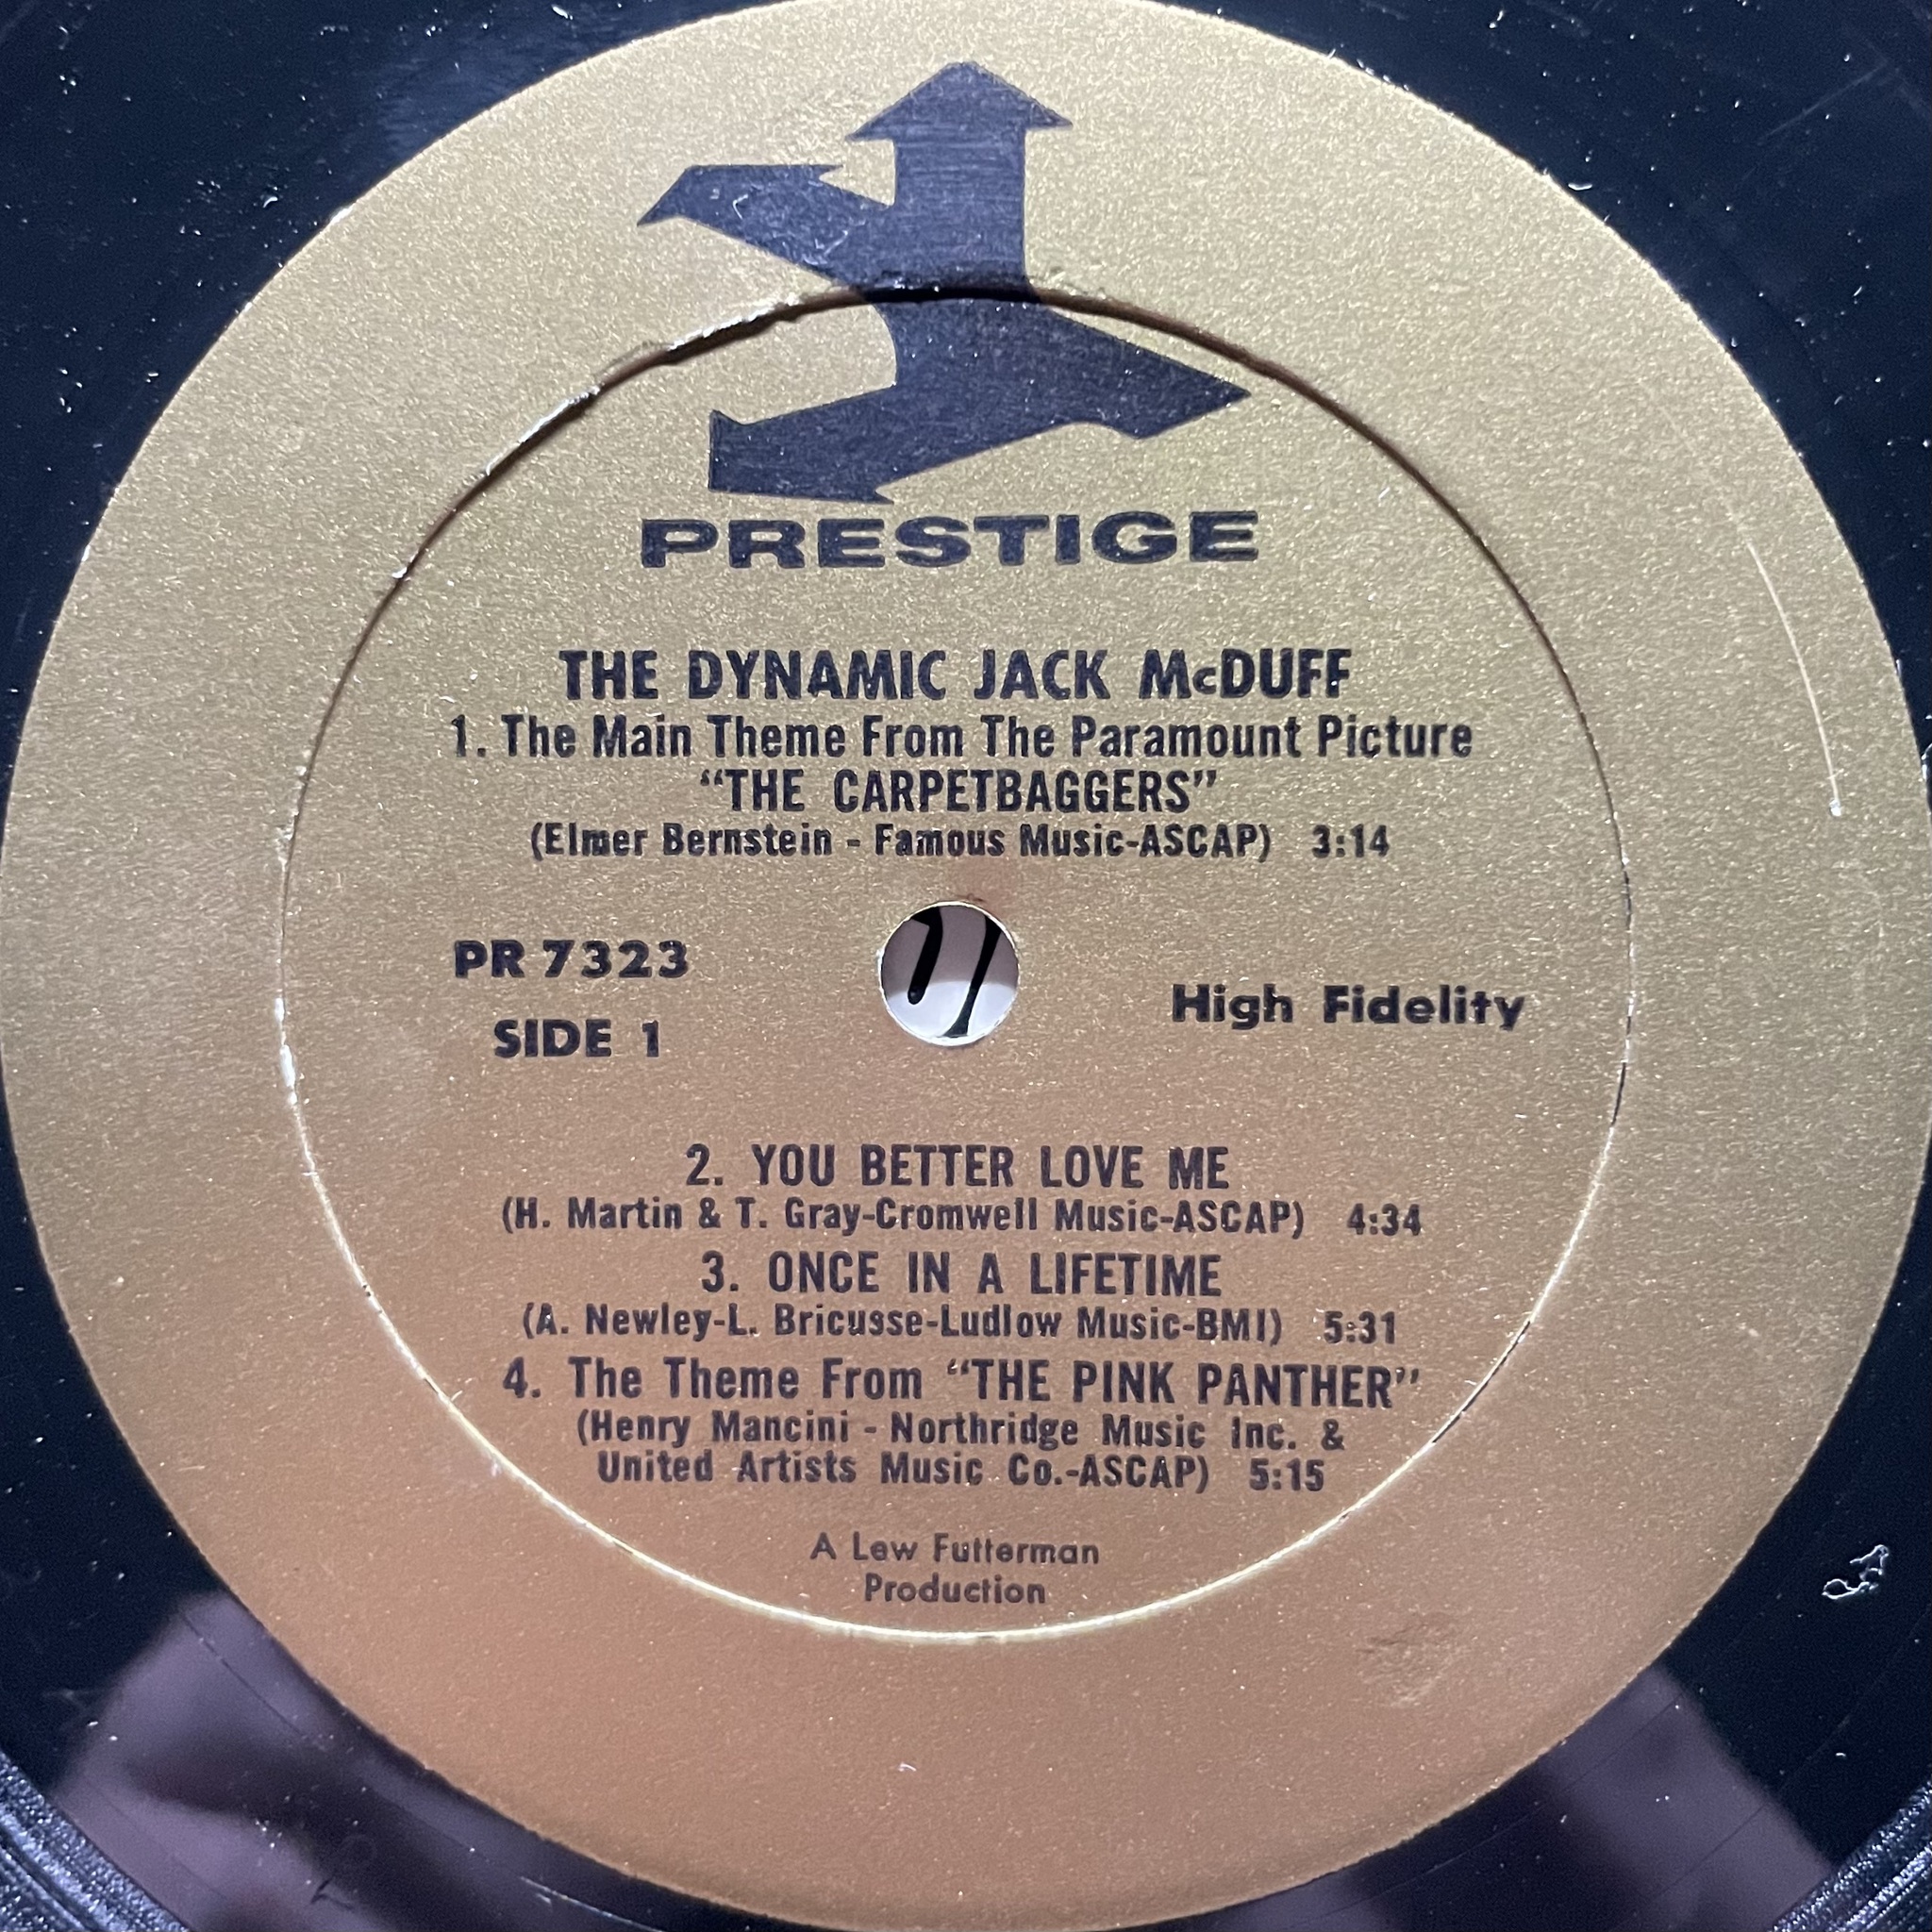 PRESTIGE
THE DYNAMIC JACK McDUFF
1. The Main Theme From The Paramount Picture
“THE CARPETBAGGERS”
(Elmer Bernstein - Famous Music-ASCAP) 3:14
PR 7323
SIDE 1
High Fidelity
2. YOU BETTER LOVE ME
(H. Martin & T. Gray-Cromwell Music-ASCAP) 4:34
3. ONCE IN A LIFETIME
(A. Newley-L. Bricusse-Ludlow Music-BMI) 5:31
4. The Theme From “THE PINK PANTHER”
(Henry Mancini - Northridge Music Inc. &
United Artists Music Co.-ASCAP) 5:15
A Lew Futterman
Production